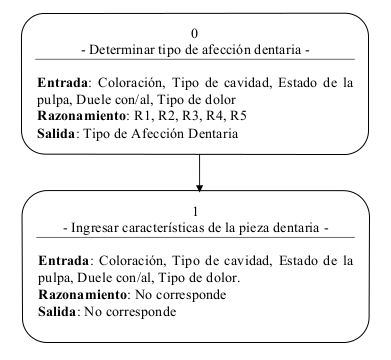 0
- Determinar tipo de afección dentaria -
Entrada: Coloración, Tipo de cavidad, Estado de la
pulpa, Duele con/al, Tipo de dolor
Razonamiento: R1, R2, R3, R4, R5
Salida: Tipo de Afección Dentaria
1
- Ingresar características de la pieza dentaria -
Entrada: Coloración, Tipo de cavidad, Estado de la
pulpa, Duele con/al, Tipo de dolor.
Razonamiento: No corresponde
Salida: No corresponde